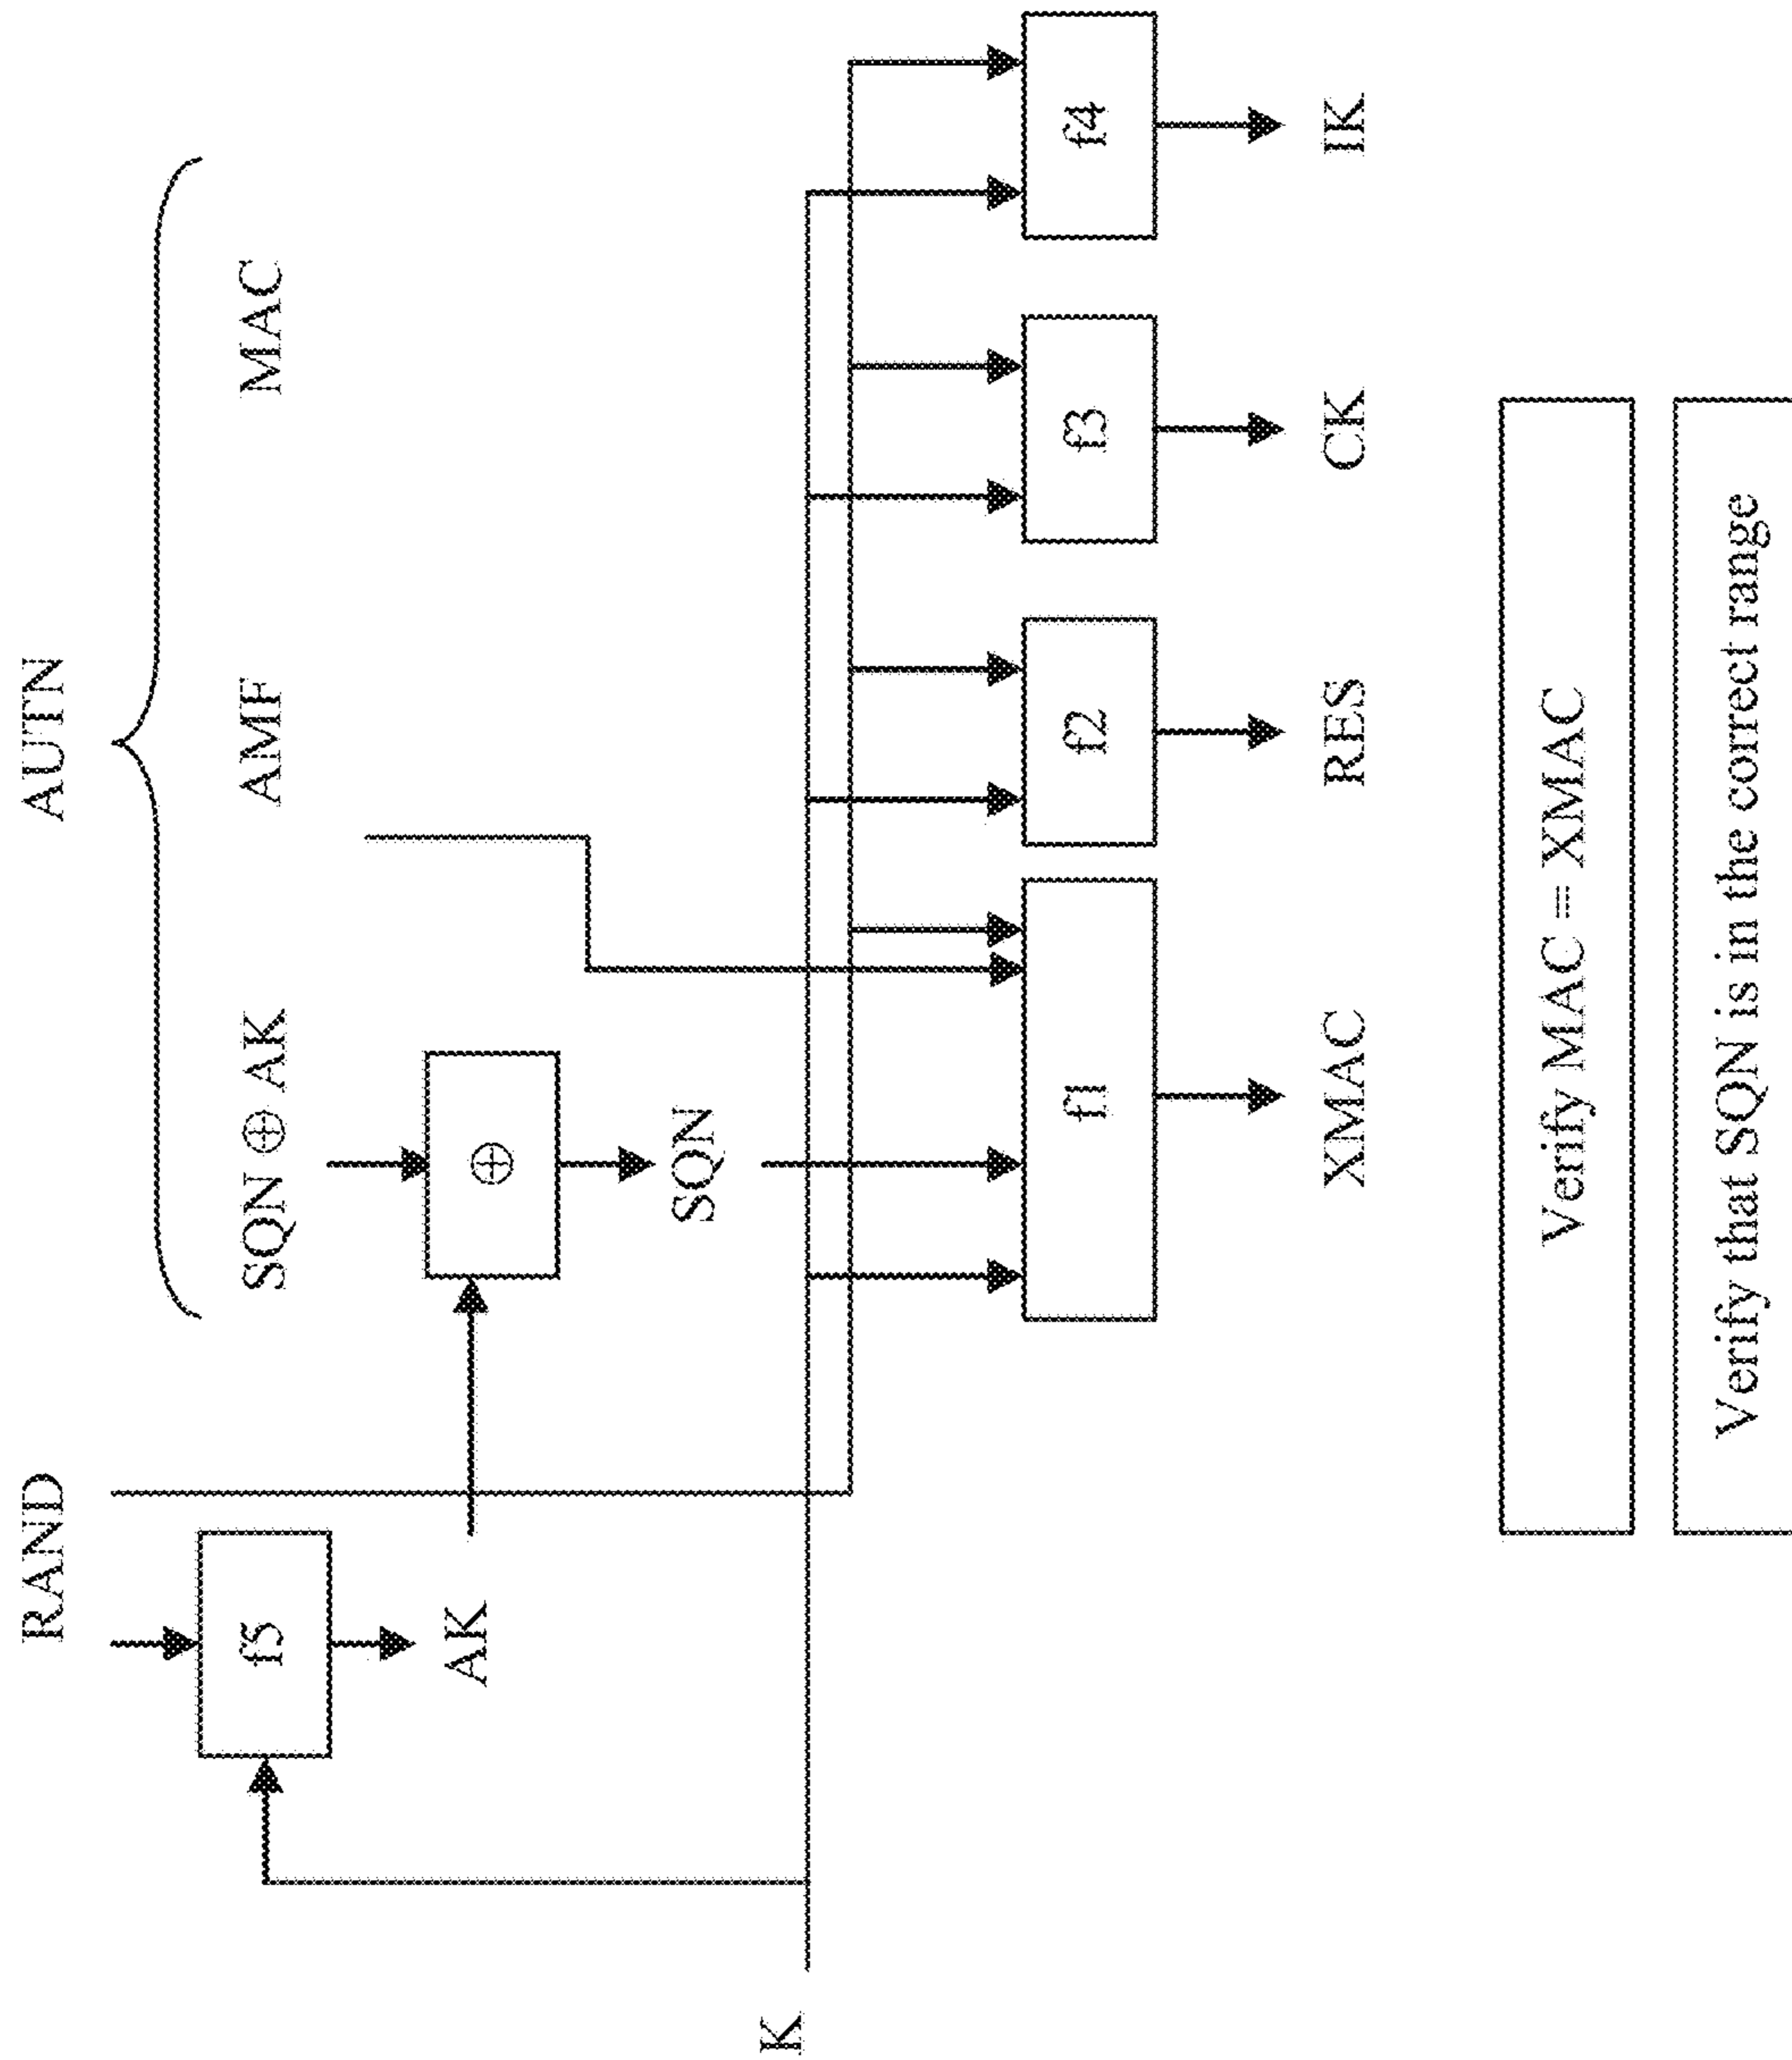 RAND
AUTN
f5
SQN ⊕ AK
AMF
MAC
AK
⊕
SQN
K
f1
f2
f3
f4
XMAC
RES
CK
IK
Verify MAC = XMAC
Verify that SQN is in the correct range